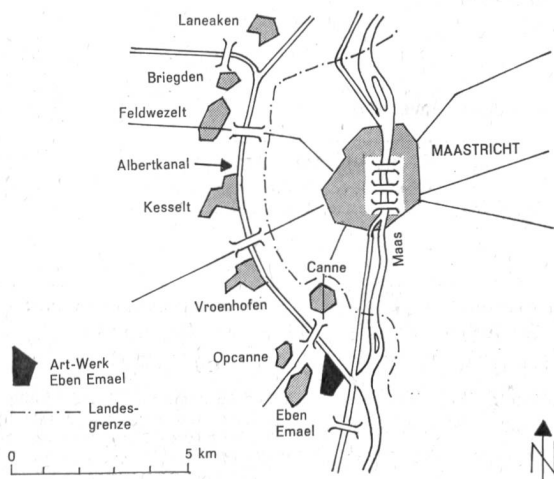 Laneaken
Briegden
Feldwezelt
MAASTRICHT
Albertkanal
Kesselt
Maas
Canne
Vroenhofen
Opcanne
Art-Werk
Eben Emael
Eben
Emael
Landes-
grenze
0 5 km
N